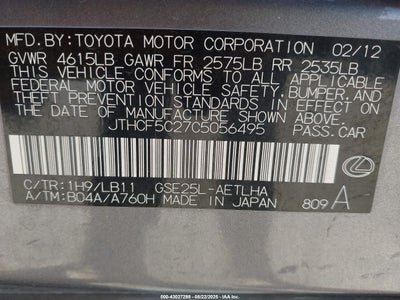 MFD.BY: TOYOTA MOTOR CORPORATION 02/12
GVWR 4615LB GAWR FR 2575LB RR 2535LB
THIS VEHICLE CONFORMS TO ALL APPLICABLE
FEDERAL MOTOR VEHICLE SAFETY, BUMPER, AND
THEFT PREVENTION STANDARDS IN EFFECT ON
THE DATE OF MANUFACTURE SHOWN ABOVE.
JTHCF5C27C5056495 PASS.CAR
C/TR: 1H9/LB11 GSE25L-AETLHA
A/TM: B04A/A760H MADE IN JAPAN 809 A
000-43027288 - 08/22/2025 - IAA Inc.